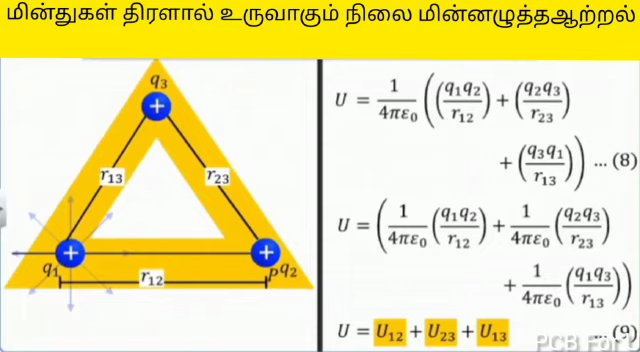 மின்துகள் திரளால் உருவாகும் நிலை மின்னழுத்தஆற்றல்
q₃
+
r₁₃
r₂₃
+
+
q₁
p q₂
r₁₂
U = 1/4πε₀ ((q₁q₂/r₁₂) + (q₂q₃/r₂₃)
+ (q₃q₁/r₁₃)) ... (8)
U = (1/4πε₀ (q₁q₂/r₁₂) + 1/4πε₀ (q₂q₃/r₂₃)
+ 1/4πε₀ (q₁q₃/r₁₃))
U = U₁₂ + U₂₃ + U₁₃ ... (9)
PCB For U